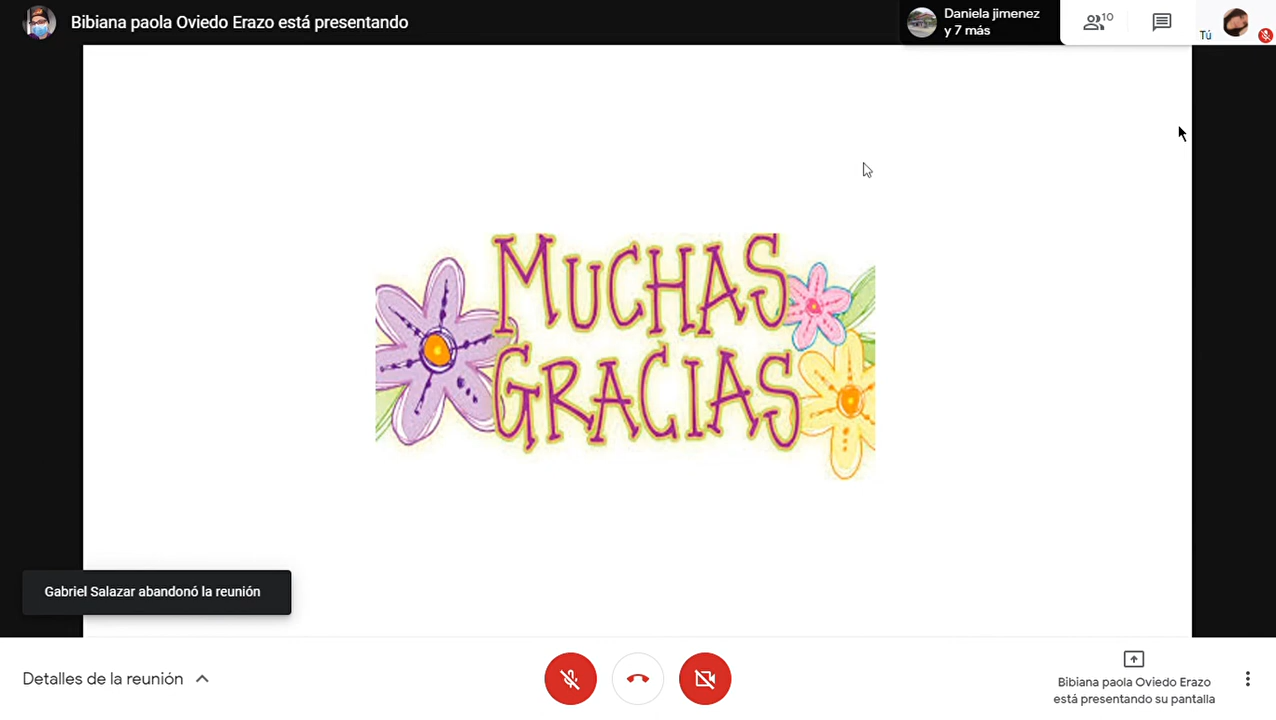 Bibiana paola Oviedo Erazo está presentando
Daniela jimenez
y 7 más
10
Tú
MUCHAS
GRACIAS
Gabriel Salazar abandonó la reunión
Detalles de la reunión
Bibiana paola Oviedo Erazo
está presentando su pantalla